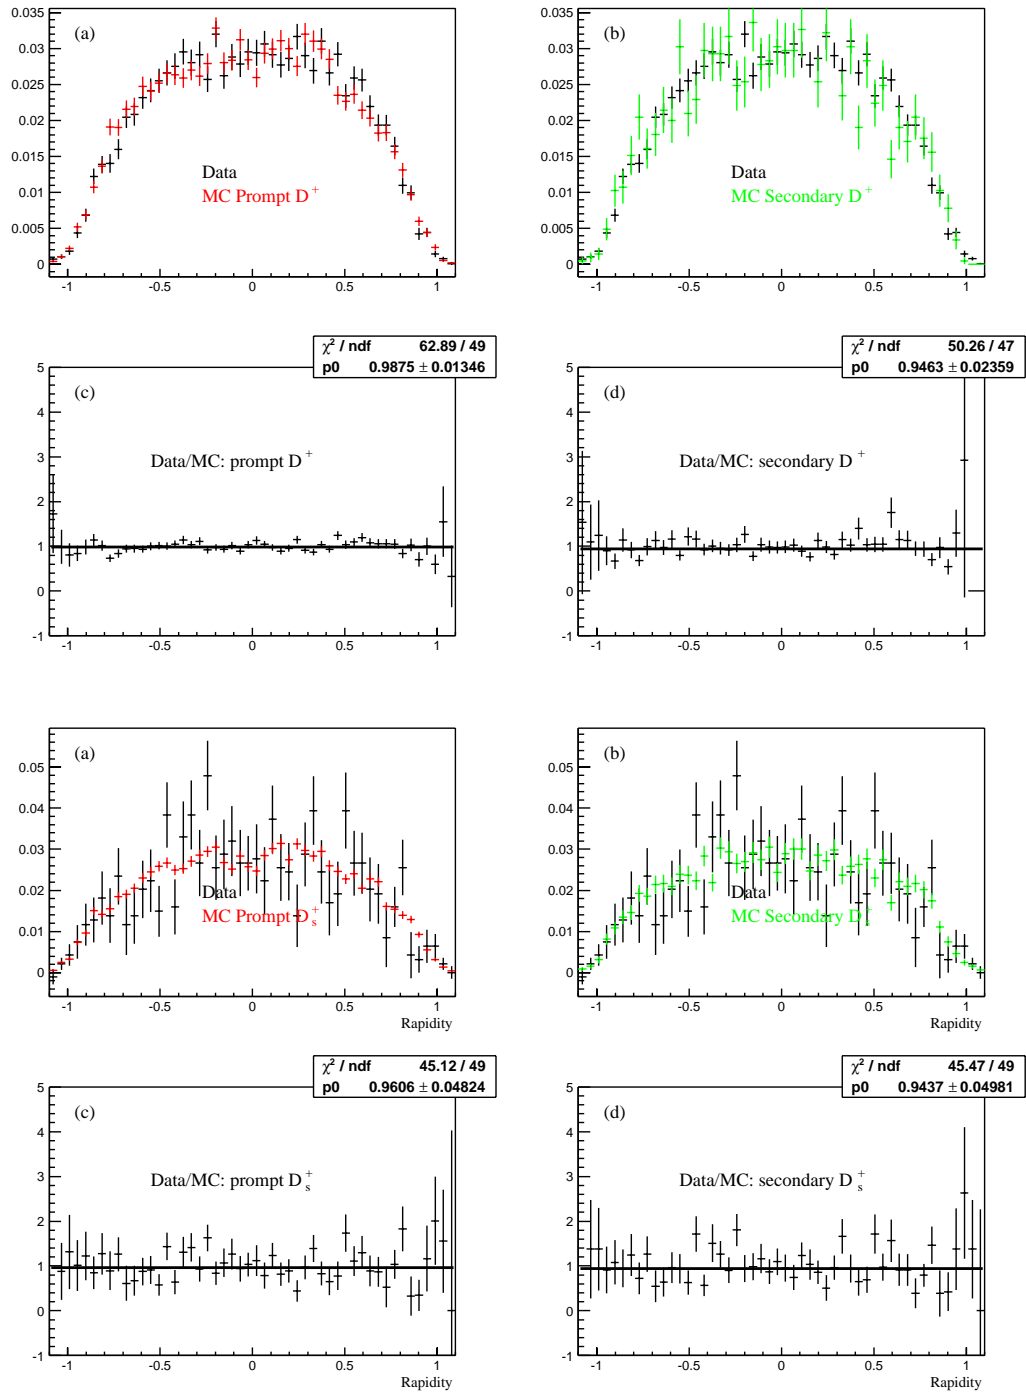 (a)
0.035
0.03
0.025
0.02
0.015
0.01
0.005
0
Data
MC Prompt D +
-1 -0.5 0 0.5 1
(b)
0.035
0.03
0.025
0.02
0.015
0.01
0.005
0
Data
MC Secondary D +
-1 -0.5 0 0.5 1
χ2 / ndf 62.89 / 49
p0 0.9875 ± 0.01346
(c)
5
4
3
2
1
0
-1
Data/MC: prompt D +
-1 -0.5 0 0.5 1
χ2 / ndf 50.26 / 47
p0 0.9463 ± 0.02359
(d)
5
4
3
2
1
0
-1
Data/MC: secondary D +
-1 -0.5 0 0.5 1
(a)
0.05
0.04
0.03
0.02
0.01
0
Data
MC Prompt D+s
-1 -0.5 0 0.5 1
Rapidity
(b)
0.05
0.04
0.03
0.02
0.01
0
Data
MC Secondary D+s
-1 -0.5 0 0.5 1
Rapidity
χ2 / ndf 45.12 / 49
p0 0.9606 ± 0.04824
(c)
5
4
3
2
1
0
-1
Data/MC: prompt D+s
-1 -0.5 0 0.5 1
Rapidity
χ2 / ndf 45.47 / 49
p0 0.9437 ± 0.04981
(d)
5
4
3
2
1
0
-1
Data/MC: secondary D+s
-1 -0.5 0 0.5 1
Rapidity